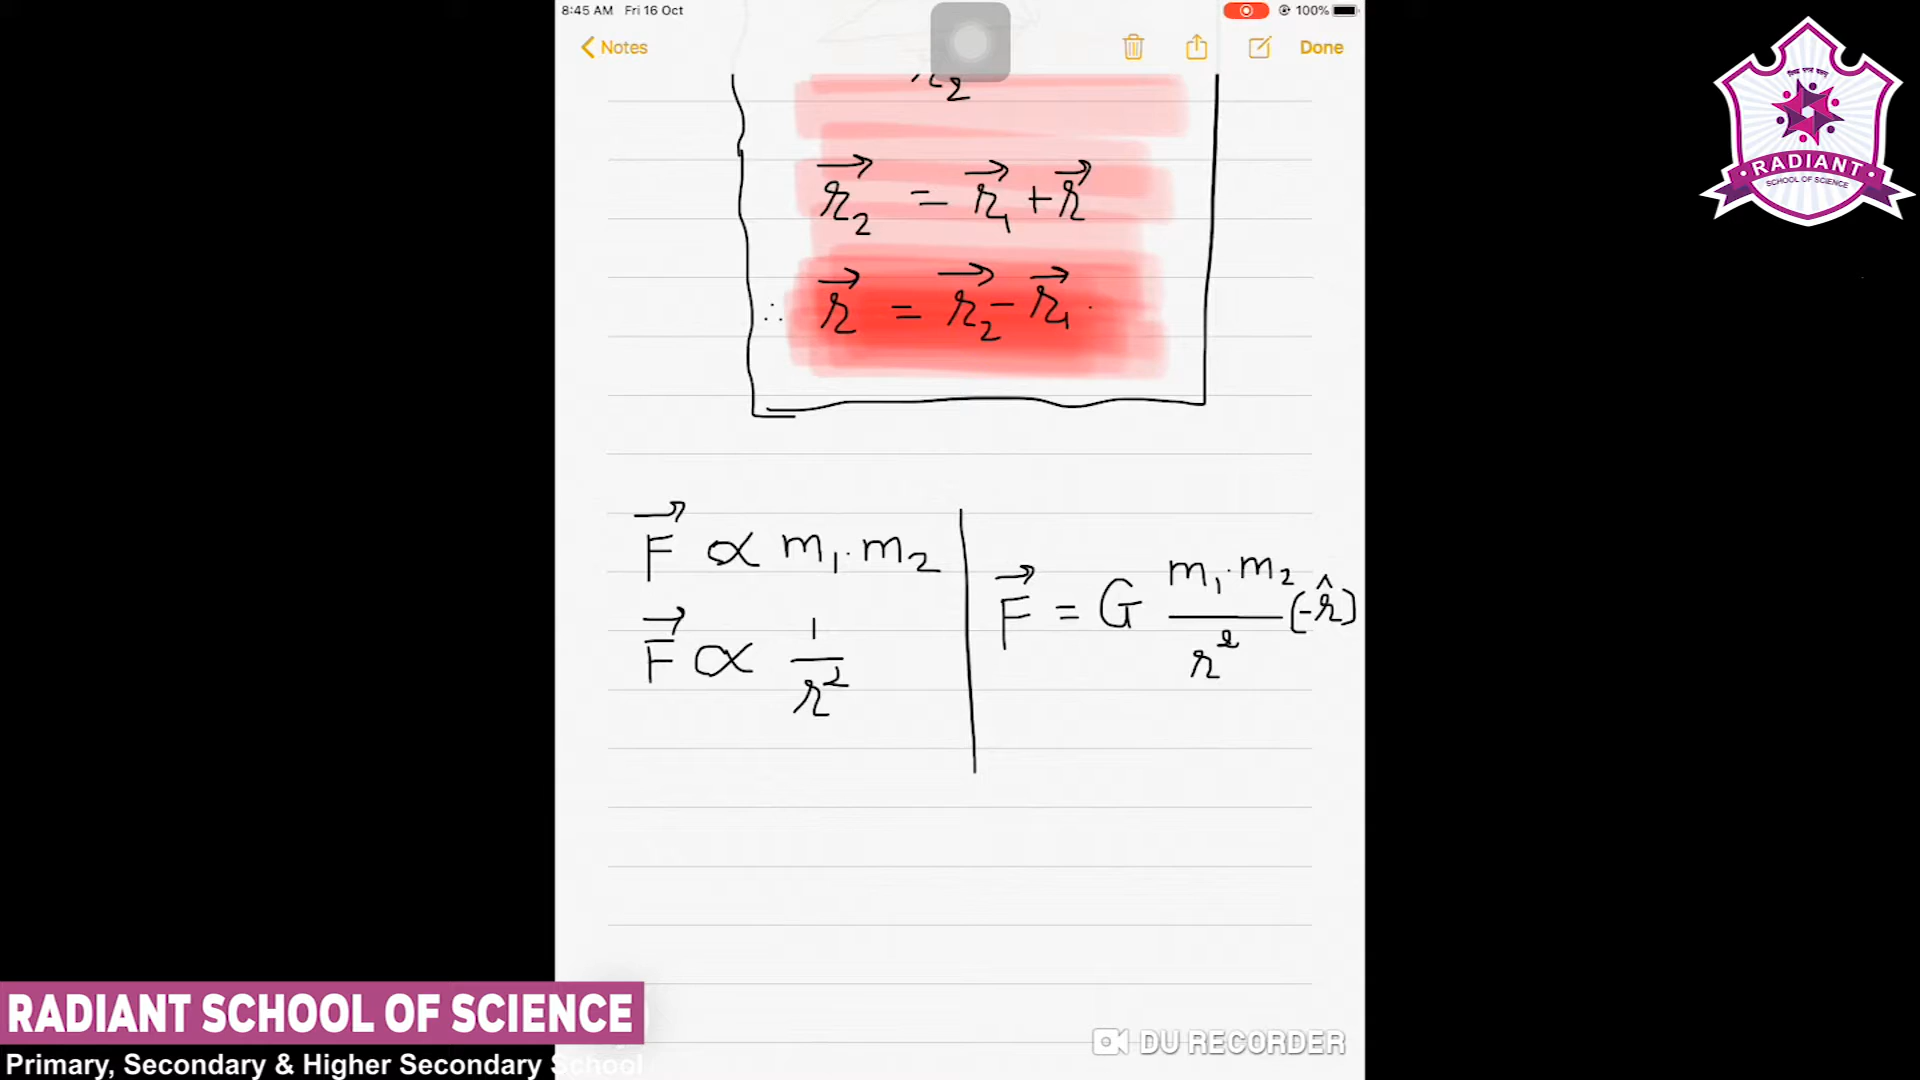 8:45 AM Fri 16 Oct
100%
Notes
Done
r₂
r⃗₂ = r⃗₁ + r⃗
∴ r⃗ = r⃗₂ − r⃗₁
F⃗ ∝ m₁·m₂
F⃗ ∝ 1/r²
F⃗ = G m₁·m₂/r² (-r̂)
RADIANT
SCHOOL OF SCIENCE
RADIANT SCHOOL OF SCIENCE
Primary, Secondary & Higher Secondary School
DU RECORDER